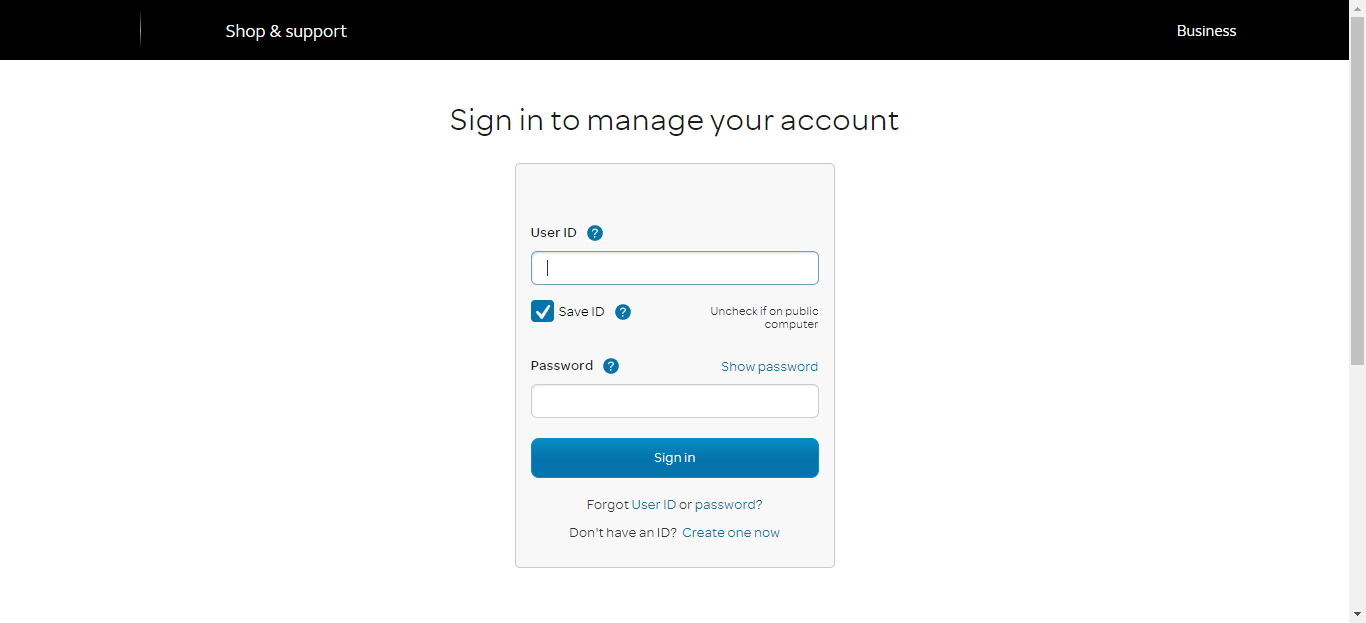 Shop & support
Business
Sign in to manage your account
User ID ?
Save ID ?
Uncheck if on public
computer
Password ?
Show password
Sign in
Forgot User ID or password?
Don't have an ID? Create one now